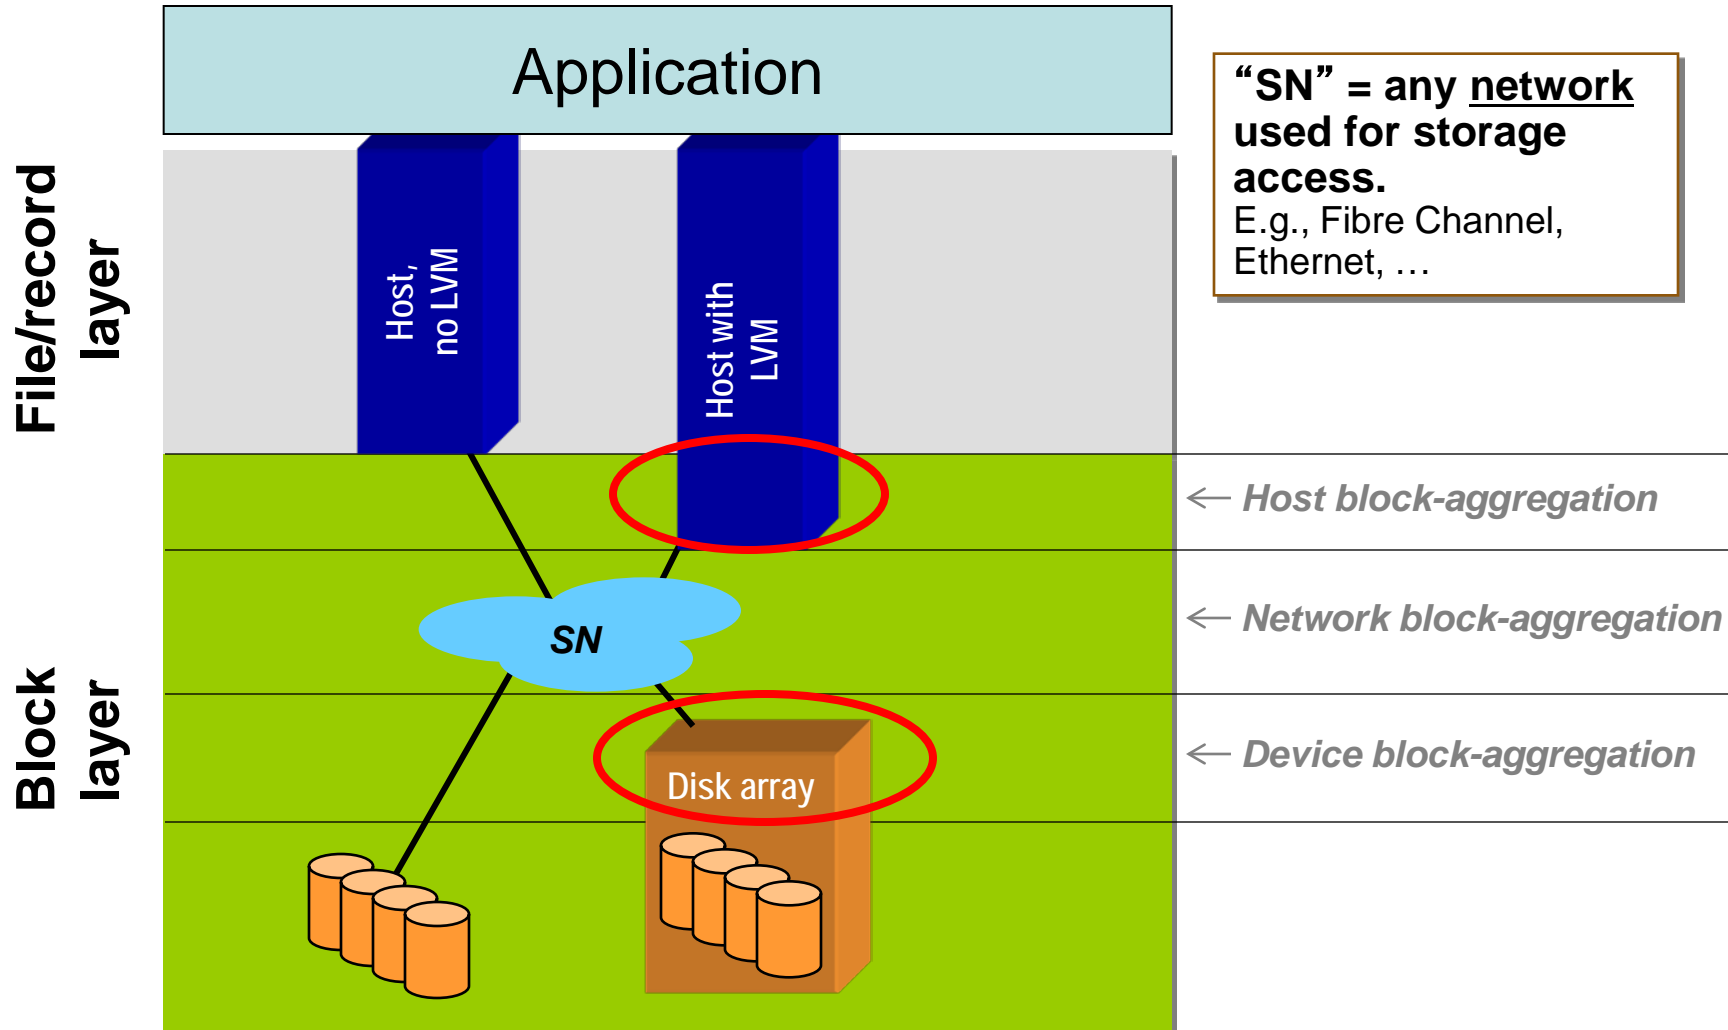 Application
“SN” = any network
used for storage
access.
E.g., Fibre Channel,
Ethernet, …
File/record
layer
Host,
no LVM
Host with
LVM
Host block-aggregation
Network block-aggregation
SN
Block
layer
Device block-aggregation
Disk array